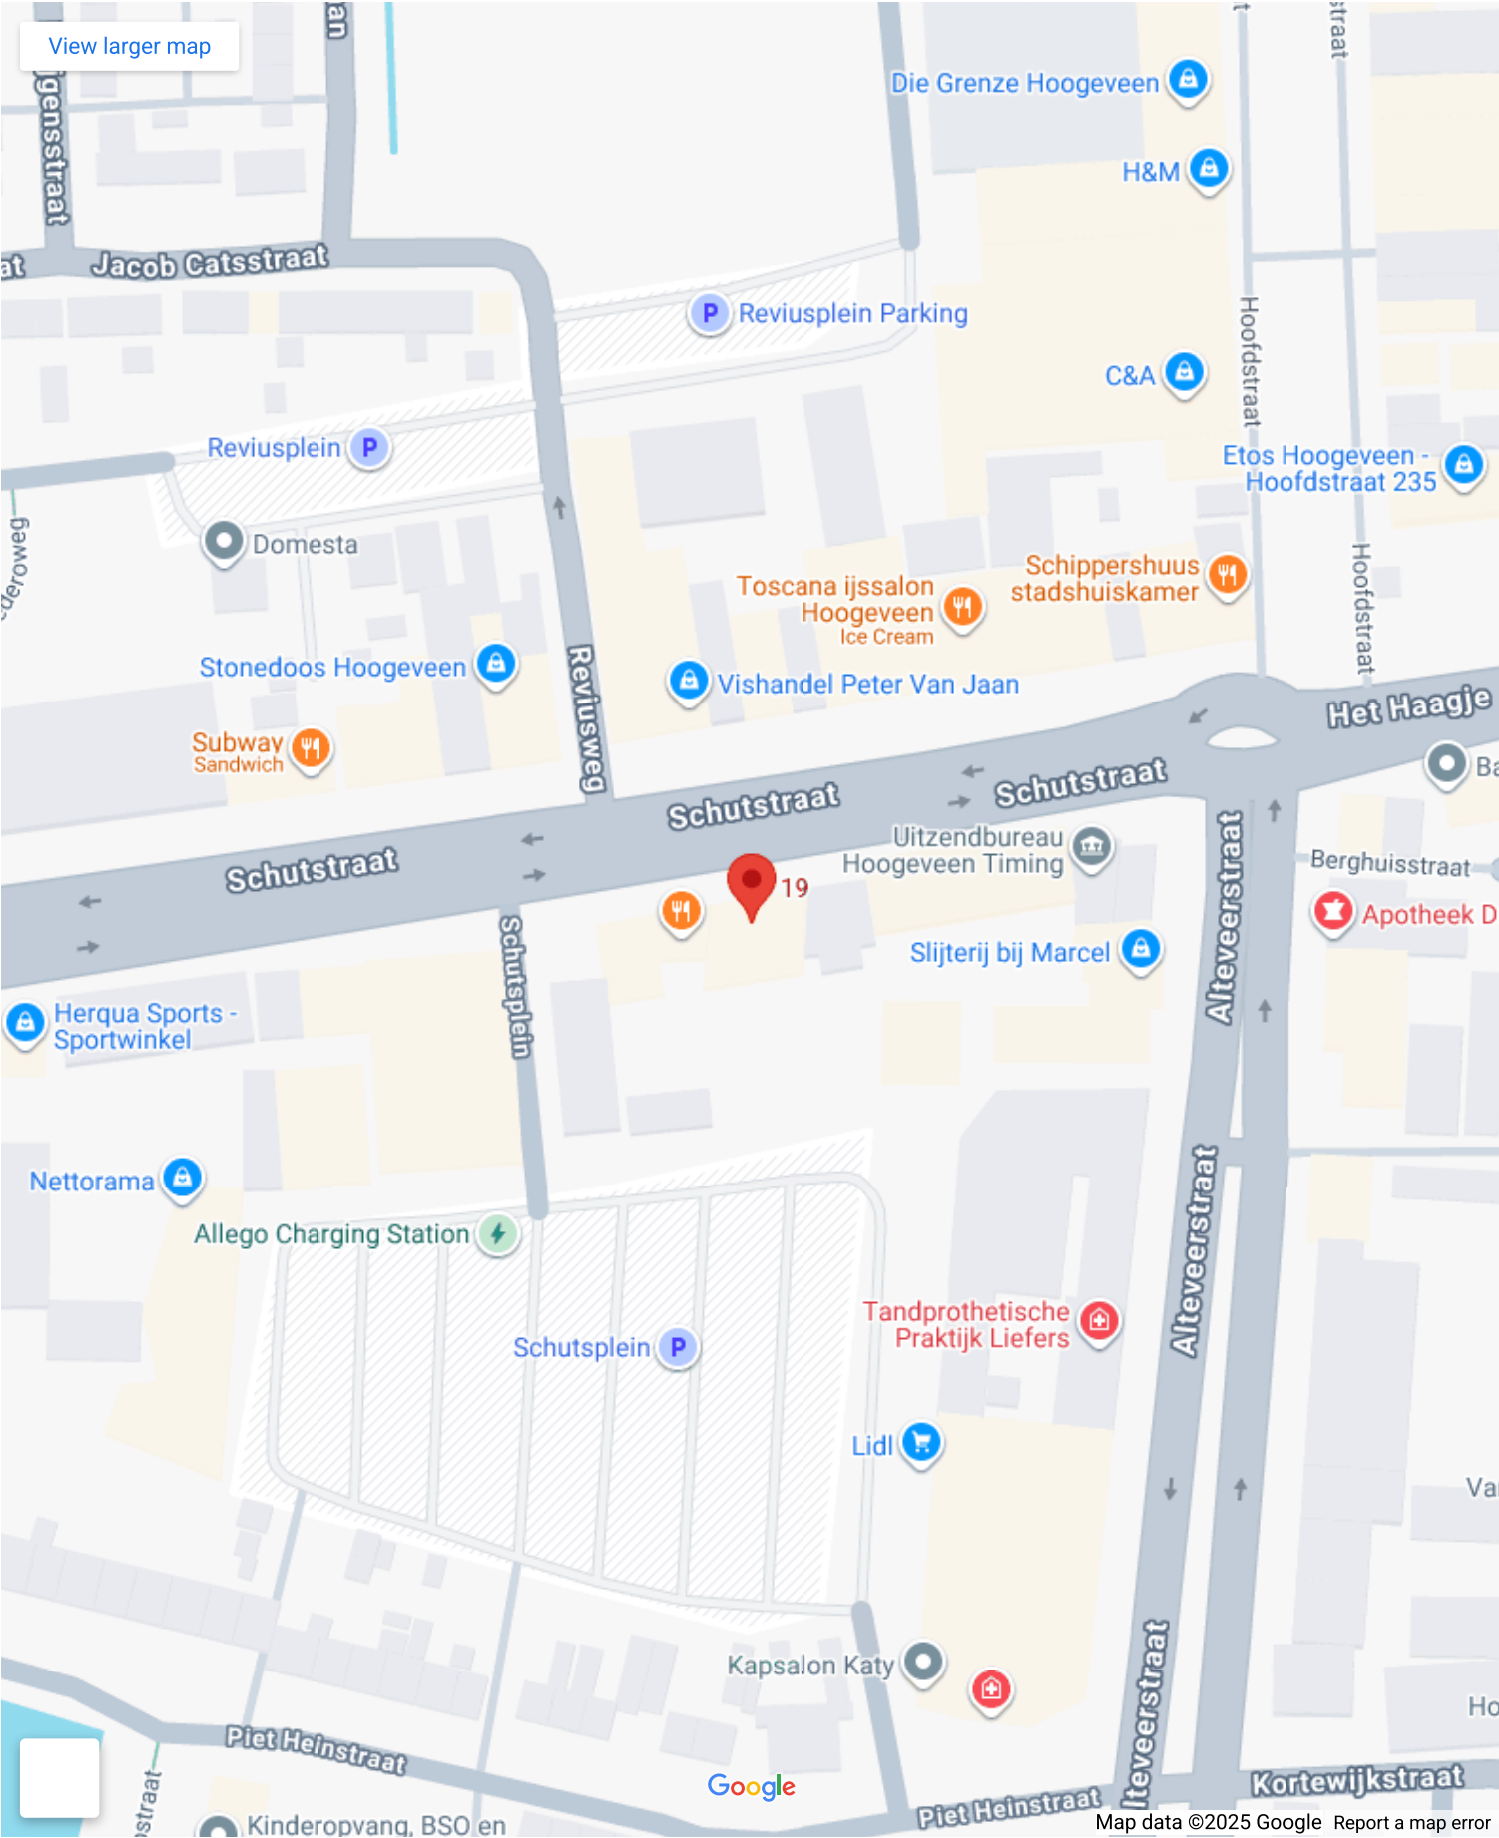 View larger map
Die Grenze Hoogeveen
H&M
Jacob Catsstraat
Reviusplein Parking
Hoofdstraat
C&A
Reviusplein
Etos Hoogeveen -
Hoofdstraat 235
Domesta
Schippershuus
stadshuiskamer
Toscana ijssalon
Hoogeveen
Ice Cream
Hoofdstraat
Stonedoos Hoogeveen
Reviusweg
Vishandel Peter Van Jaan
Het Haagje
Subway
Sandwich
Schutstraat
Schutstraat
Schutstraat
Uitzendbureau
Hoogeveen Timing
Berghuisstraat
19
Alteveerstraat
Apotheek D
Slijterij bij Marcel
Schutsplein
Herqua Sports -
Sportwinkel
Nettorama
Allego Charging Station
Alteveerstraat
Tandprothetische
Praktijk Liefers
Schutsplein
P
P
P
Lidl
Kapsalon Katy
Piet Heinstraat
Google
Kortewijkstraat
Piet Heinstraat
Kinderopvang, BSO en
Map data ©2025 Google
Report a map error